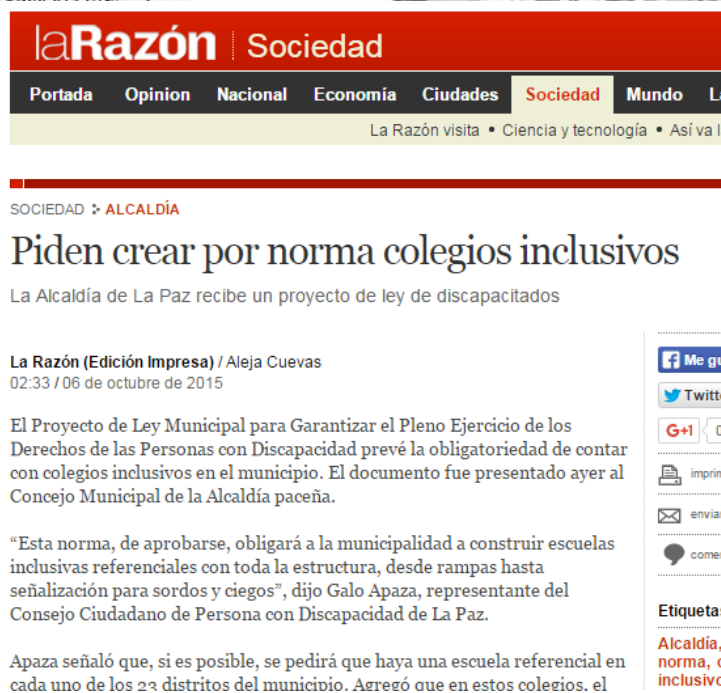 laRazón Sociedad
Portada Opinion Nacional Economía Ciudades Sociedad Mundo
La Razón visita • Ciencia y tecnología • Así va
SOCIEDAD ALCALDÍA
Piden crear por norma colegios inclusivos
La Alcaldía de La Paz recibe un proyecto de ley de discapacitados
La Razón (Edición Impresa) / Aleja Cuevas
02:33 / 06 de octubre de 2015
El Proyecto de Ley Municipal para Garantizar el Pleno Ejercicio de los
Derechos de las Personas con Discapacidad prevé la obligatoriedad de contar
con colegios inclusivos en el municipio. El documento fue presentado ayer al
Concejo Municipal de la Alcaldía paceña.
“Esta norma, de aprobarse, obligará a la municipalidad a construir escuelas
inclusivas referenciales con toda la estructura, desde rampas hasta
señalización para sordos y ciegos”, dijo Galo Apaza, representante del
Consejo Ciudadano de Persona con Discapacidad de La Paz.
Apaza señaló que, si es posible, se pedirá que haya una escuela referencial en
cada uno de los 23 distritos del municipio. Agregó que en estos colegios, el
Me gu
Twitte
G+1 0
imprim
enviar
comen
Etiquetas
Alcaldía,
norma, c
inclusivo